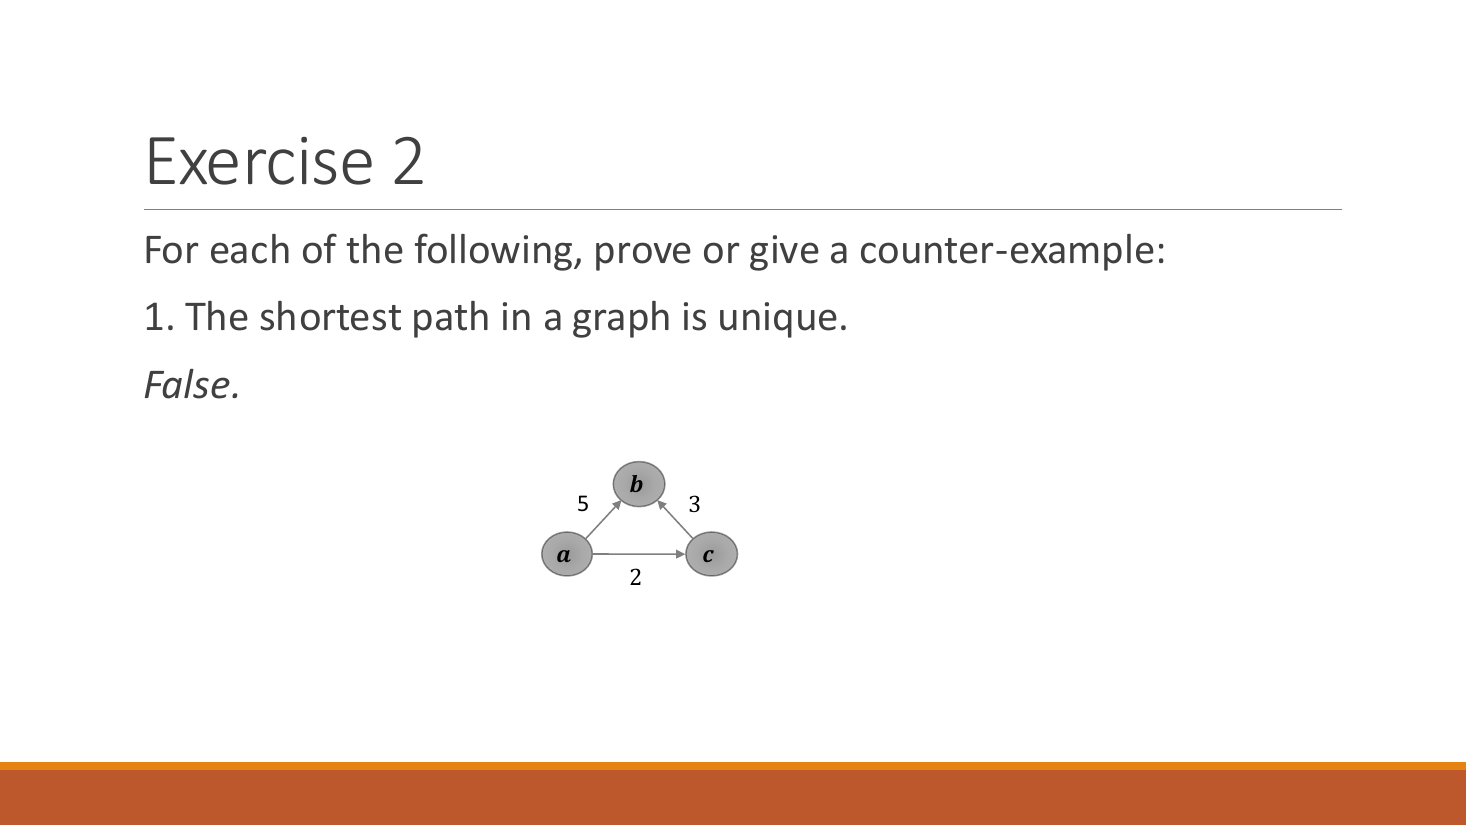 Exercise 2
For each of the following, prove or give a counter-example:
1. The shortest path in a graph is unique.
False.
b
5
3
a
c
2